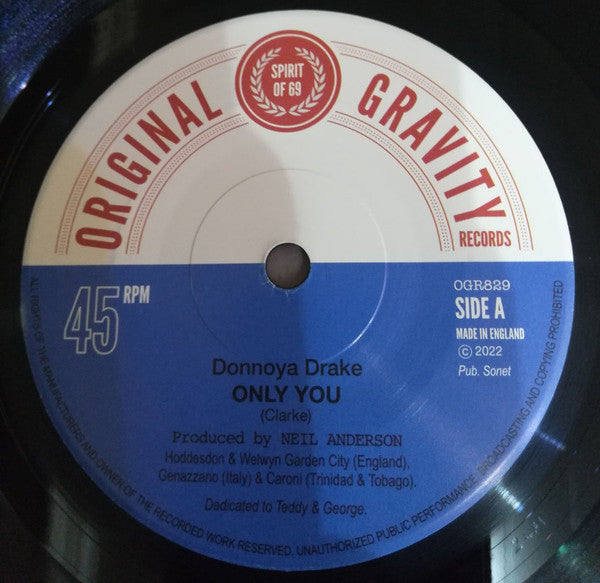 SPIRIT
OF 69
ORIGINAL GRAVITY
RECORDS
45 RPM
OGR829
SIDE A
MADE IN ENGLAND
© 2022
Pub. Sonet
Donnoya Drake
ONLY YOU
(Clarke)
Produced by NEIL ANDERSON
Hoddesdon & Welwyn Garden City (England),
Genazzano (Italy) & Caroni (Trinidad & Tobago).
Dedicated to Teddy & George.
ALL RIGHTS OF THE MANUFACTURERS AND OWNER OF THE RECORDED WORK RESERVED. UNAUTHORIZED PUBLIC PERFORMANCE, BROADCASTING AND COPYING PROHIBITED